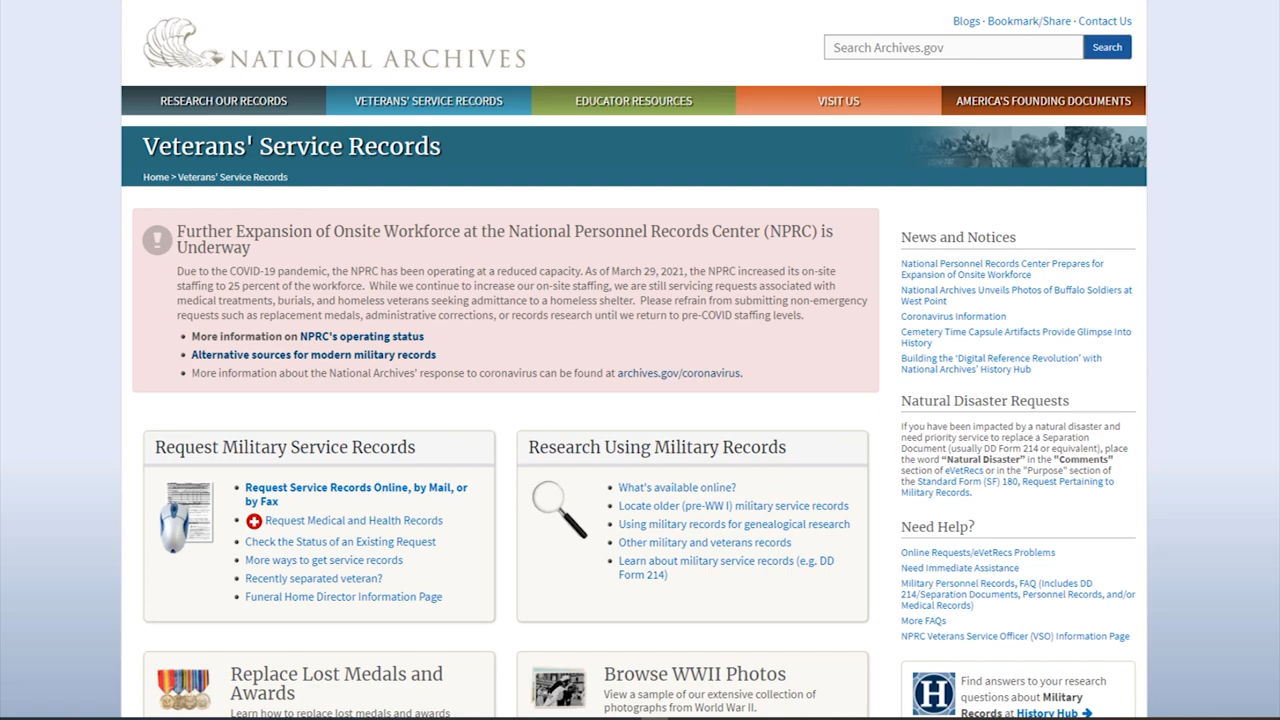 Blogs · Bookmark/Share · Contact Us
NATIONAL ARCHIVES
Search Archives.gov
Search
RESEARCH OUR RECORDS
VETERANS' SERVICE RECORDS
EDUCATOR RESOURCES
VISIT US
AMERICA'S FOUNDING DOCUMENTS
Veterans' Service Records
Home > Veterans' Service Records
Further Expansion of Onsite Workforce at the National Personnel Records Center (NPRC) is
Underway
Due to the COVID-19 pandemic, the NPRC has been operating at a reduced capacity. As of March 29, 2021, the NPRC increased its on-site
staffing to 25 percent of the workforce. While we continue to increase our on-site staffing, we are still servicing requests associated with
medical treatments, burials, and homeless veterans seeking admittance to a homeless shelter. Please refrain from submitting non-emergency
requests such as replacement medals, administrative corrections, or records research until we return to pre-COVID staffing levels.
• More information on NPRC's operating status
• Alternative sources for modern military records
• More information about the National Archives' response to coronavirus can be found at archives.gov/coronavirus.
Request Military Service Records
• Request Service Records Online, by Mail, or
by Fax
• Request Medical and Health Records
• Check the Status of an Existing Request
• More ways to get service records
• Recently separated veteran?
• Funeral Home Director Information Page
Research Using Military Records
• What's available online?
• Locate older (pre-WW I) military service records
• Using military records for genealogical research
• Other military and veterans records
• Learn about military service records (e.g. DD
Form 214)
Replace Lost Medals and
Awards
Learn how to replace lost medals and awards
Browse WWII Photos
View a sample of our extensive collection of
photographs from World War II.
News and Notices
National Personnel Records Center Prepares for
Expansion of Onsite Workforce
National Archives Unveils Photos of Buffalo Soldiers at
West Point
Coronavirus Information
Cemetery Time Capsule Artifacts Provide Glimpse Into
History
Building the ‘Digital Reference Revolution’ with
National Archives’ History Hub
Natural Disaster Requests
If you have been impacted by a natural disaster and
need priority service to replace a Separation
Document (usually DD Form 214 or equivalent), place
the word “Natural Disaster” in the "Comments"
section of eVetRecs or in the "Purpose" section of
the Standard Form (SF) 180, Request Pertaining to
Military Records.
Need Help?
Online Requests/eVetRecs Problems
Need Immediate Assistance
Military Personnel Records, FAQ (Includes DD
214/Separation Documents, Personnel Records, and/or
Medical Records)
More FAQs
NPRC Veterans Service Officer (VSO) Information Page
H
Find answers to your research
questions about Military
Records at History Hub